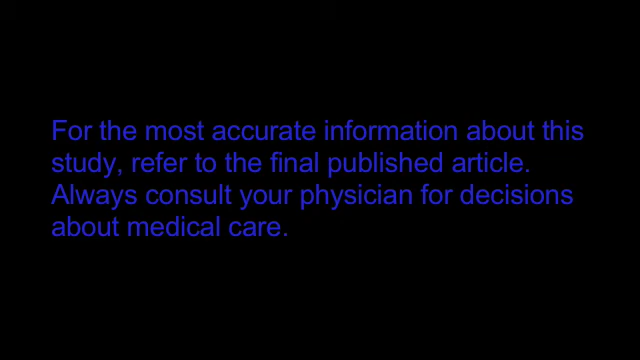 For the most accurate information about this
study, refer to the final published article.
Always consult your physician for decisions
about medical care.